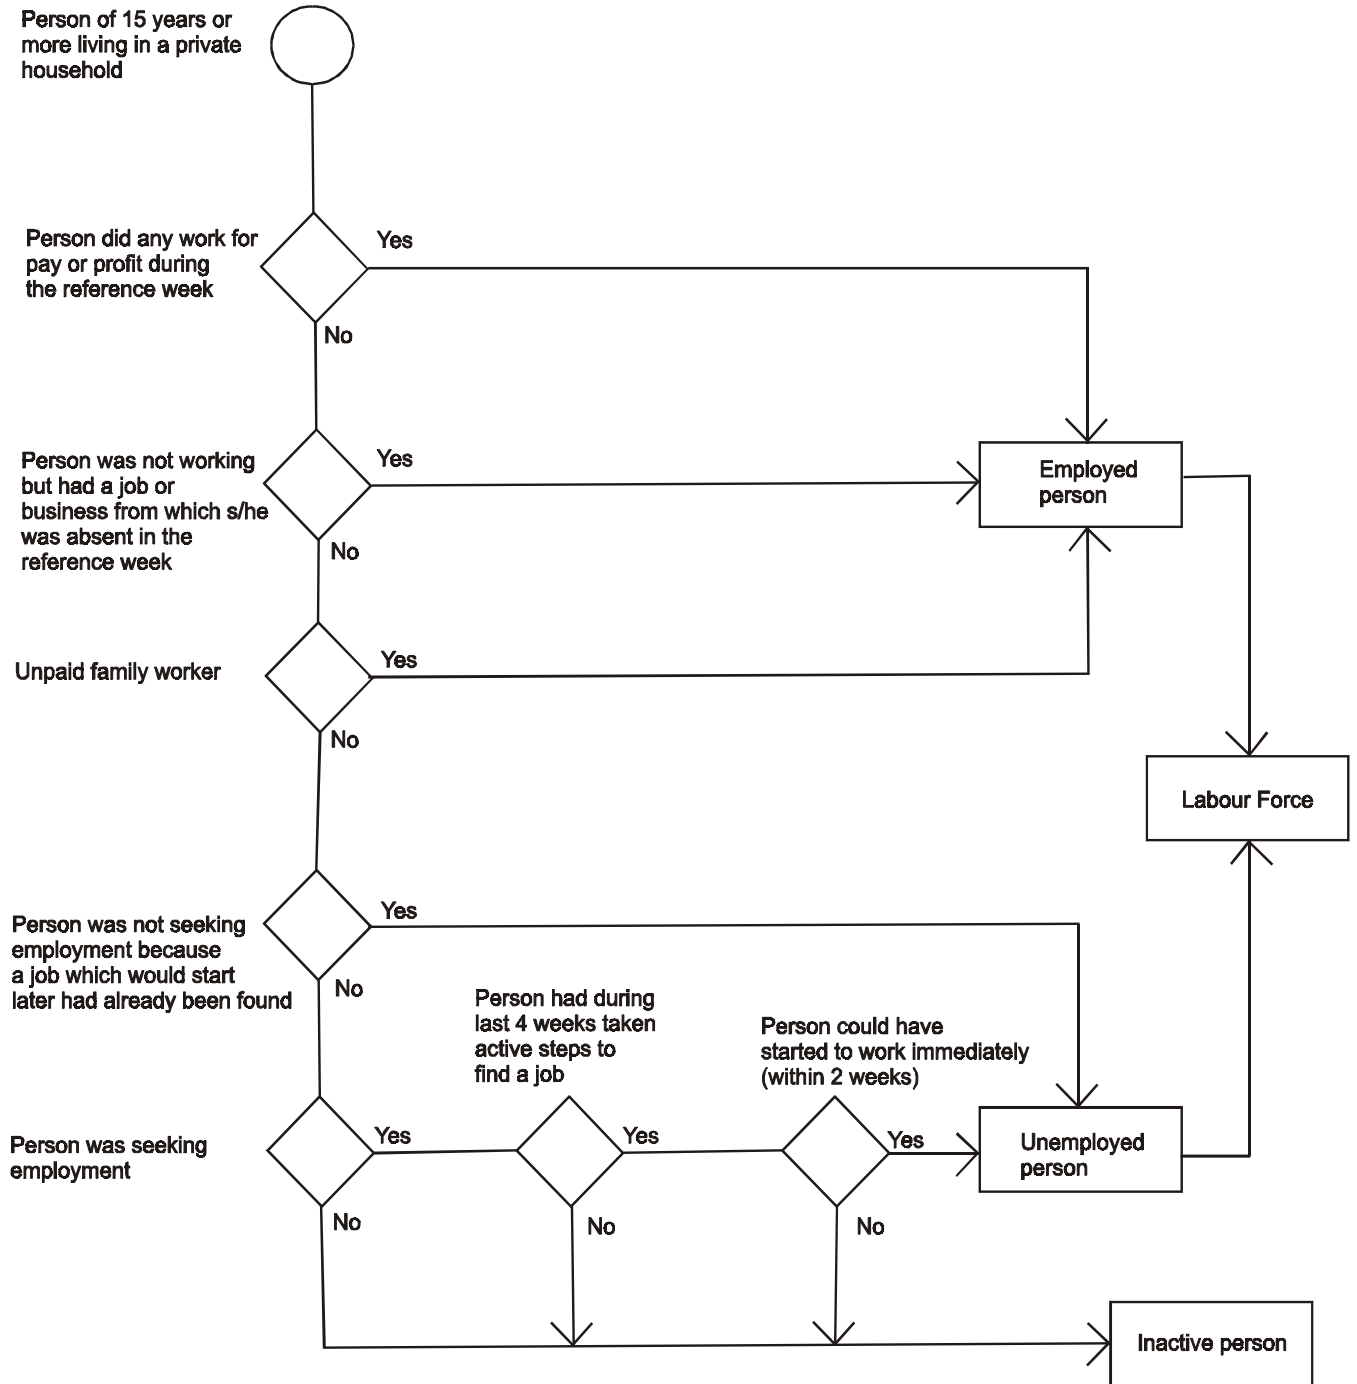 Person of 15 years or
more living in a private
household
Person did any work for
pay or profit during
the reference week
Yes
No
Person was not working
but had a job or
business from which s/he
was absent in the
reference week
Yes
No
Employed
person
Unpaid family worker
Yes
No
Labour Force
Person was not seeking
employment because
a job which would start
later had already been found
Yes
No
Person had during
last 4 weeks taken
active steps to
find a job
Person could have
started to work immediately
(within 2 weeks)
Person was seeking
employment
Yes
No
Yes
No
Yes
No
Unemployed
person
Inactive person